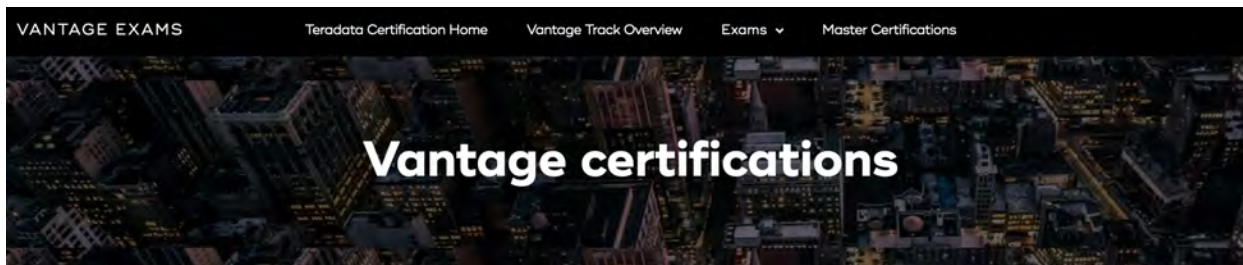 VANTAGE EXAMS Teradata Certification Home Vantage Track Overview Exams Master Certifications
Vantage certifications